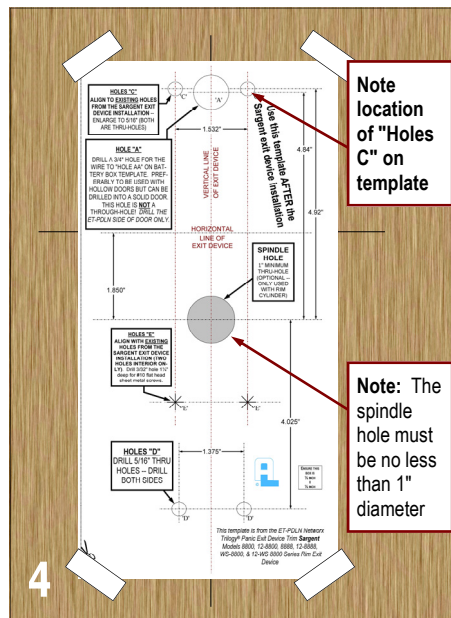 HOLES "C"
ALIGN TO EXISTING HOLES
FROM THE SARGENT EXIT
DEVICE INSTALLATION --
ENLARGE TO 5/16" (BOTH
ARE THRU-HOLES)
'C'
'A'
HOLE "A"
DRILL A 3/4" HOLE FOR THE
WIRE TO "HOLE AA" ON BAT-
TERY BOX TEMPLATE. PREF-
ERABLY TO BE USED WITH
HOLLOW DOORS BUT CAN BE
DRILLED INTO A SOLID DOOR.
THIS HOLE IS NOT A
THROUGH-HOLE! DRILL THE
ET-PDLN SIDE OF DOOR ONLY.
1.532"
VERTICAL LINE
OF EXIT DEVICE
Use this template AFTER the
Sargent exit device installation
4.84"
4.92"
Note
location
of "Holes
C" on
template
HORIZONTAL
LINE OF
EXIT DEVICE
SPINDLE
HOLE
1" MINIMUM
THRU-HOLE
(OPTIONAL --
ONLY USED
WITH RIM
CYLINDER)
1.850"
HOLES "E"
ALIGN WITH EXISTING
HOLES FROM THE
SARGENT EXIT DEVICE
INSTALLATION (TWO
HOLES INTERIOR ON-
LY). Drill 3/32" hole 1½"
deep for #10 flat head
sheet metal screws.
'E'
'E'
4.025"
Note: The
spindle
hole must
be no less
than 1"
diameter
HOLES "D"
DRILL 5/16" THRU
HOLES -- DRILL
BOTH SIDES
1.375"
'D'
'D'
This template is from the ET-PDLN Networx
Trilogy® Panic Exit Device Trim Sargent
Models 8800, 12-8800, 8888, 12-8888,
WS-8800, & 12-WS 8800 Series Rim Exit
Device
4